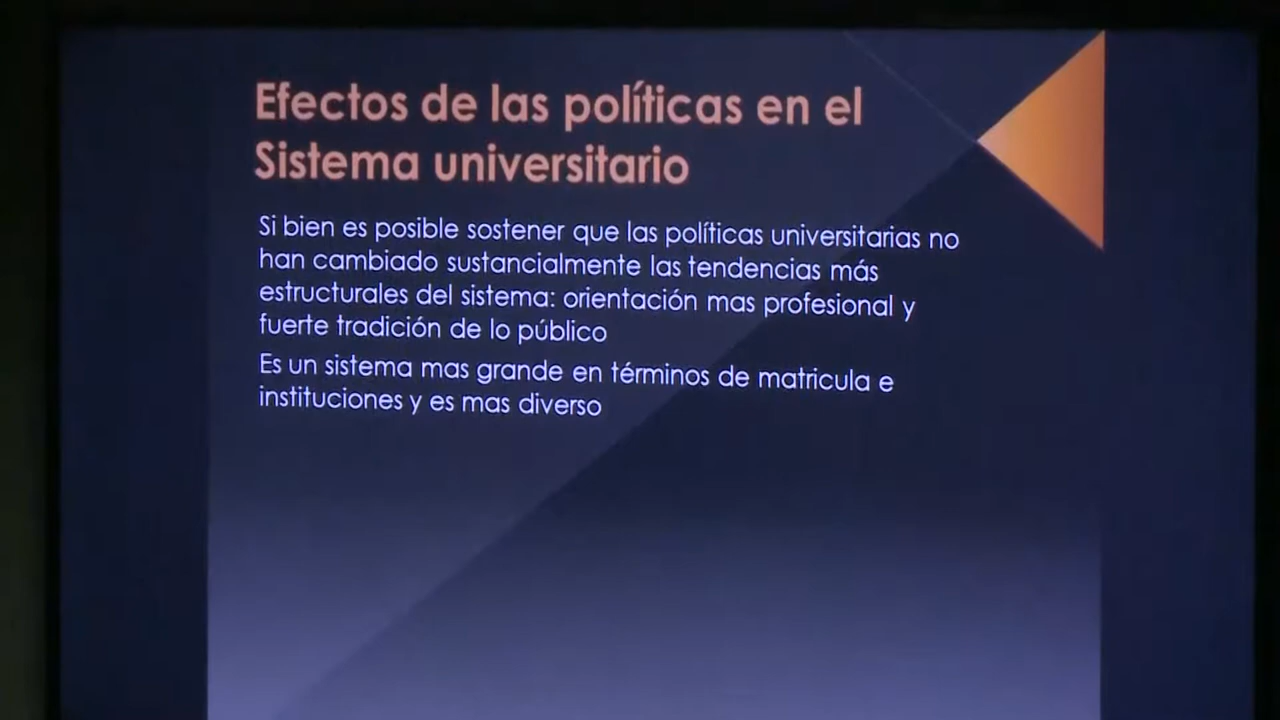 Efectos de las políticas en el
Sistema universitario
Si bien es posible sostener que las políticas universitarias no
han cambiado sustancialmente las tendencias más
estructurales del sistema: orientación mas profesional y
fuerte tradición de lo público
Es un sistema mas grande en términos de matricula e
instituciones y es mas diverso